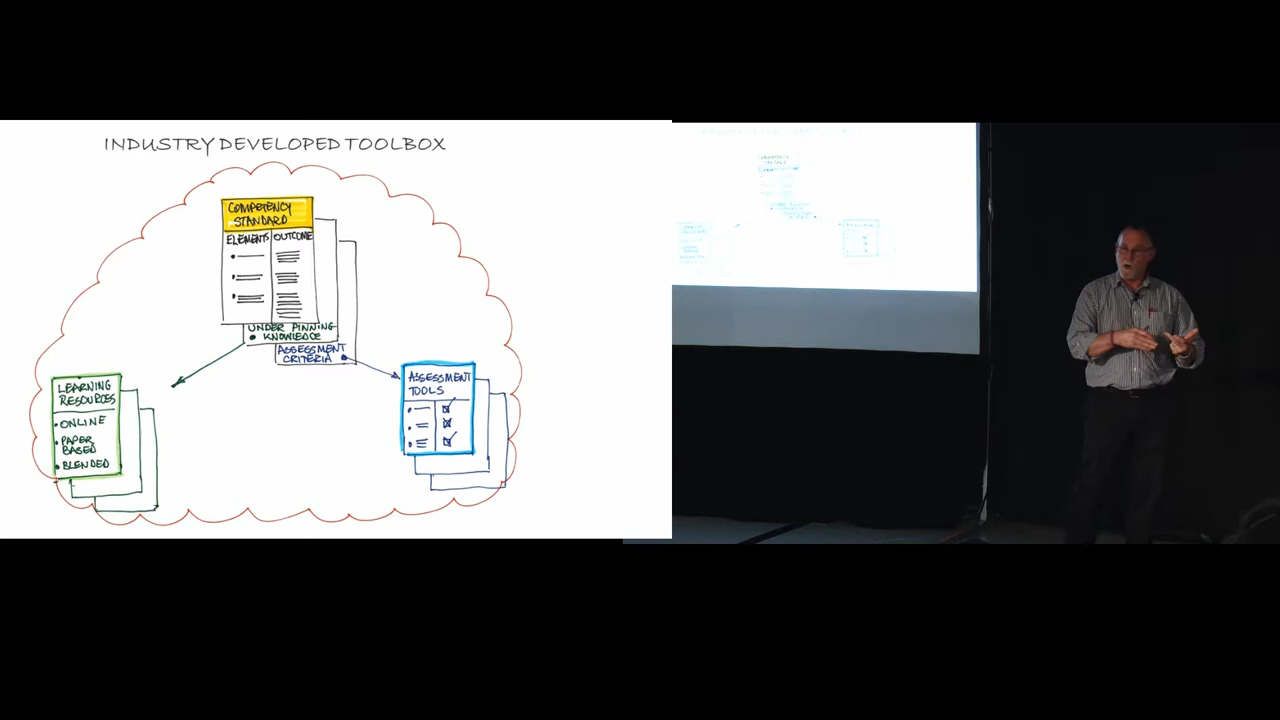 INDUSTRY DEVELOPED TOOLBOX
COMPETENCY
STANDARD
ELEMENTS OUTCOME
UNDER PINNING
KNOWLEDGE
ASSESSMENT
CRITERIA
LEARNING
RESOURCES
ONLINE
PAPER
BASED
BLENDED
ASSESSMENT
TOOLS